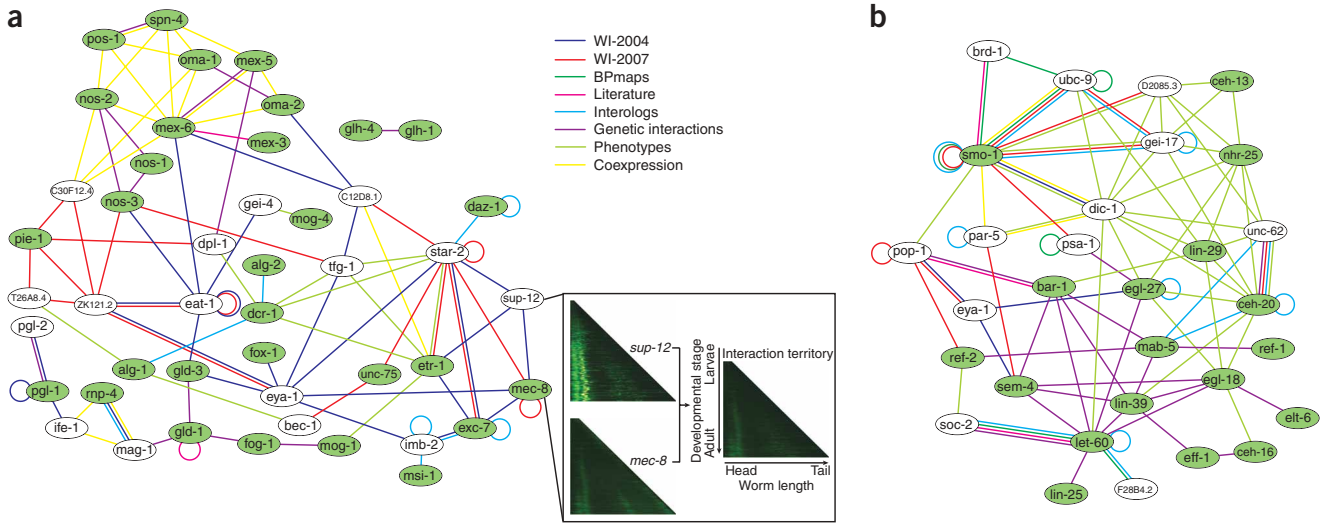 a
spn-4
pos-1
oma-1
mex-5
nos-2
oma-2
mex-6
mex-3
glh-4
glh-1
nos-1
C30F12.4
nos-3
gei-4
mog-4
C12D8.1
daz-1
pie-1
dpl-1
star-2
alg-2
tfg-1
T26A8.4
ZK121.2
eat-1
dcr-1
sup-12
pgl-2
fox-1
alg-1
gld-3
unc-75
etr-1
pgl-1
rnp-4
eya-1
mec-8
ife-1
bec-1
exc-7
mag-1
gld-1
fog-1
mog-1
imb-2
msi-1
WI-2004
WI-2007
BPmaps
Literature
Interologs
Genetic interactions
Phenotypes
Coexpression
sup-12
mec-8
Developmental stage
Adult
Larvae
Interaction territory
Head
Tail
Worm length
b
brd-1
ubc-9
D2085.3
ceh-13
smo-1
gei-17
nhr-25
dic-1
par-5
psa-1
unc-62
pop-1
lin-29
bar-1
egl-27
ceh-20
eya-1
mab-5
ref-1
ref-2
sem-4
egl-18
lin-39
elt-6
soc-2
let-60
eff-1
ceh-16
lin-25
F28B4.2